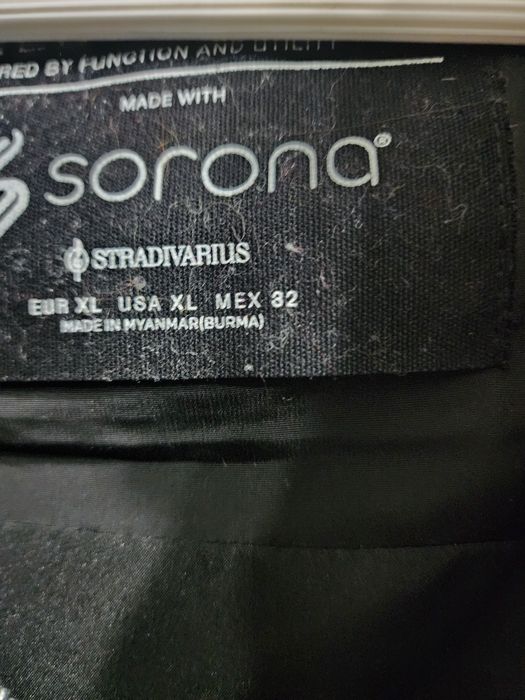 RED BY FUNCTION AND UTILITY
MADE WITH
sorona®
STRADIVARIUS
EUR XL USA XL MEX 32
MADE IN MYANMAR(BURMA)